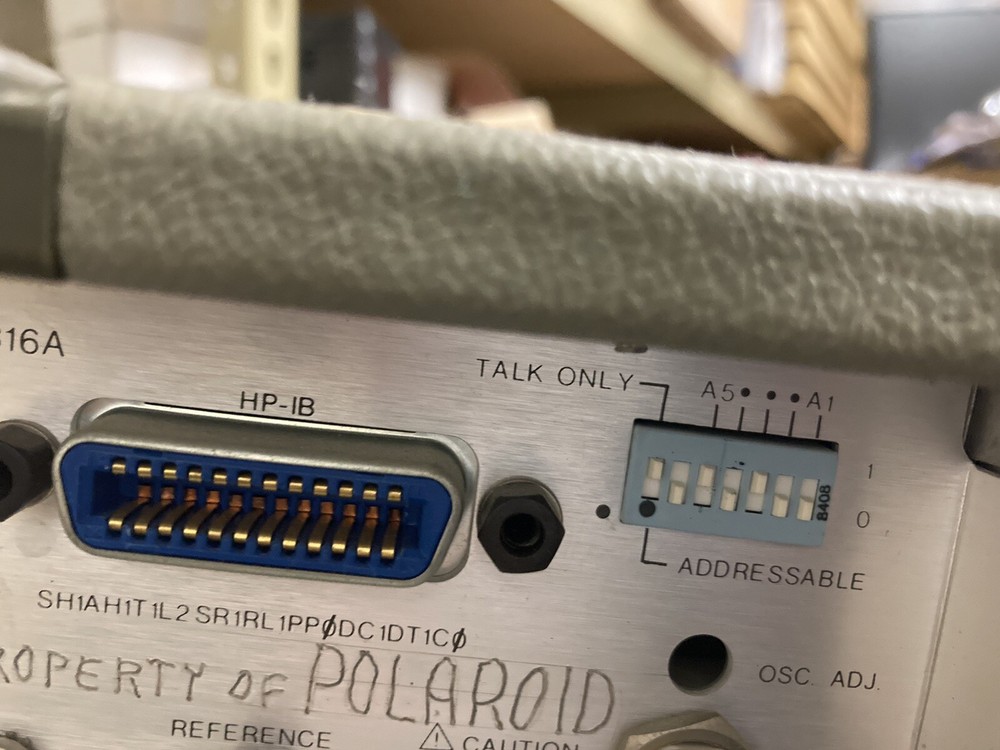 16A
TALK ONLY
A5•••A1
HP-IB
1
0
8408
ADDRESSABLE
SH1AH1T1L2SR1RL1PPØDC1DT1CØ
OSC. ADJ.
ROPERTY OF POLAROID
REFERENCE
CAUTION